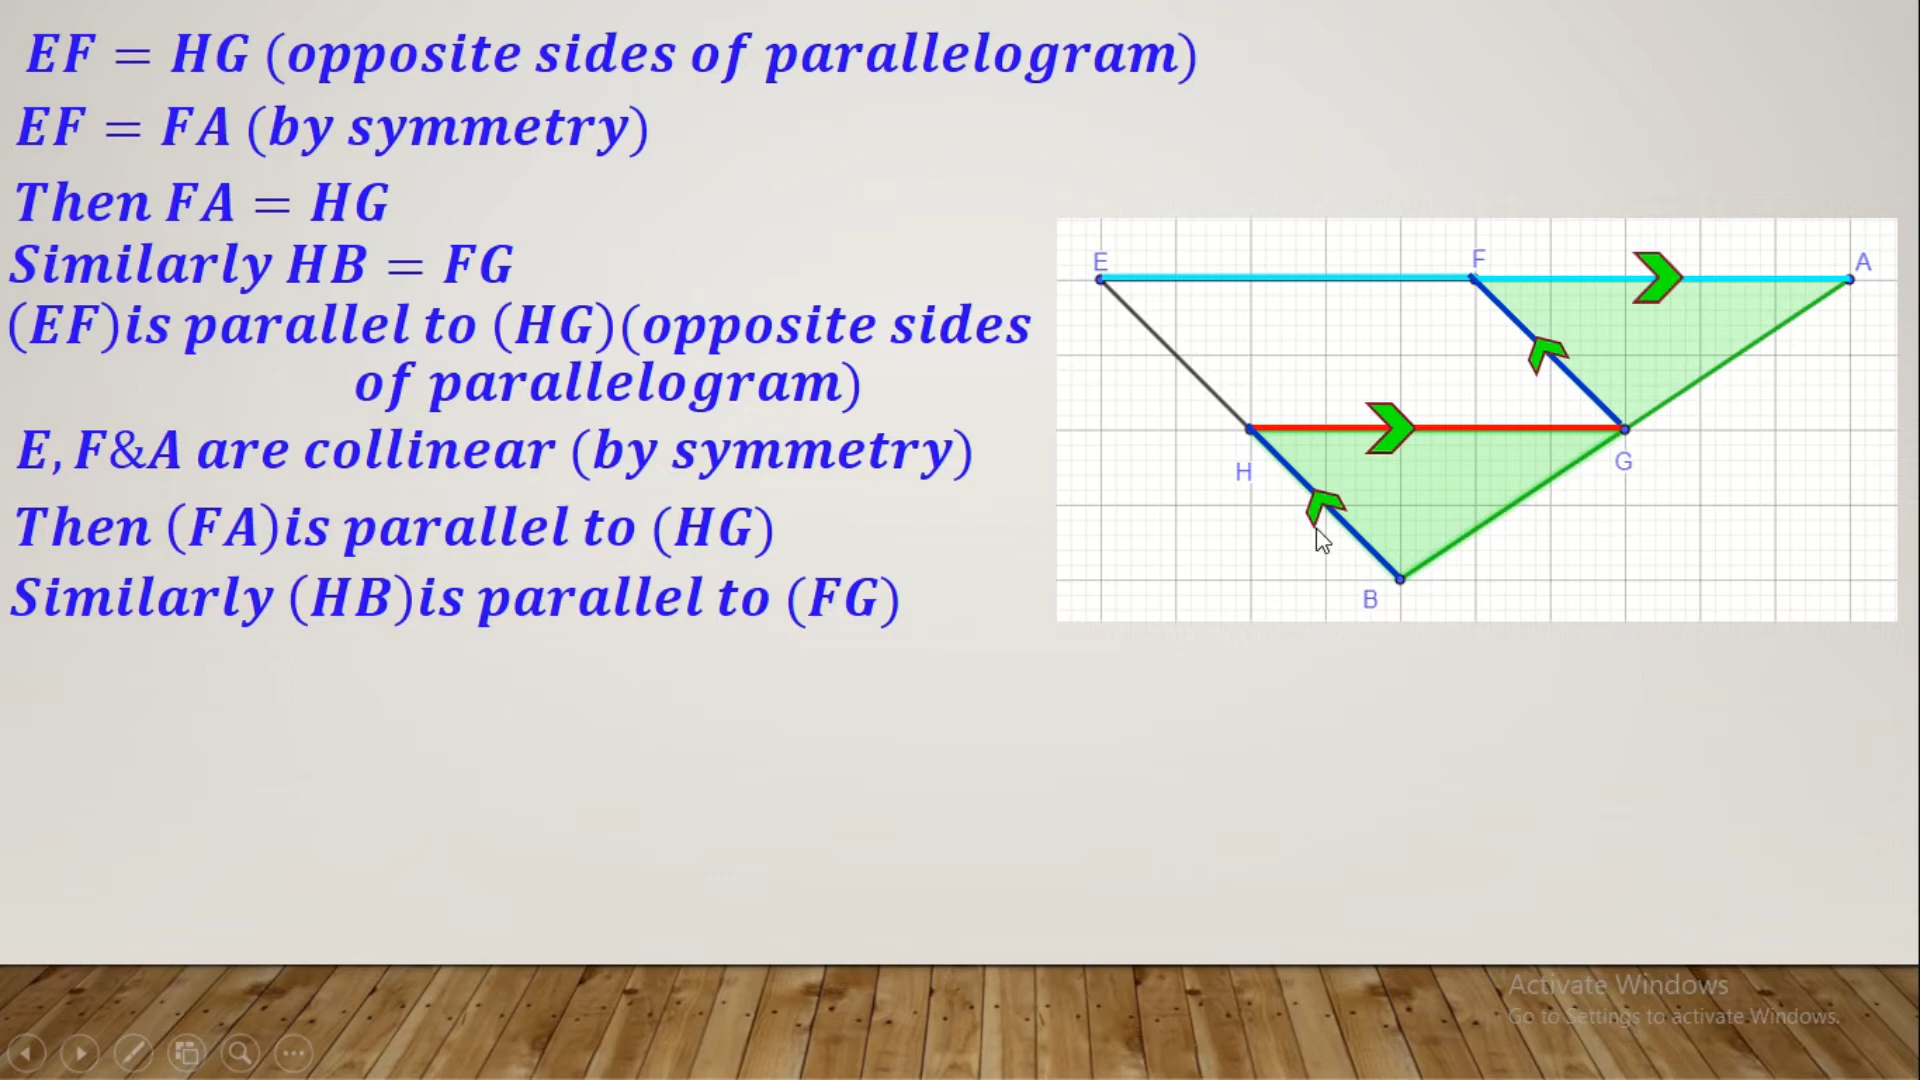 EF = HG (opposite sides of parallelogram)
EF = FA (by symmetry)
Then FA = HG
Similarly HB = FG
(EF)is parallel to (HG)(opposite sides
of parallelogram)
E, F&A are collinear (by symmetry)
Then (FA)is parallel to (HG)
Similarly (HB)is parallel to (FG)
E
F
A
H
G
B
Activate Windows
Go to Settings to activate Windows.